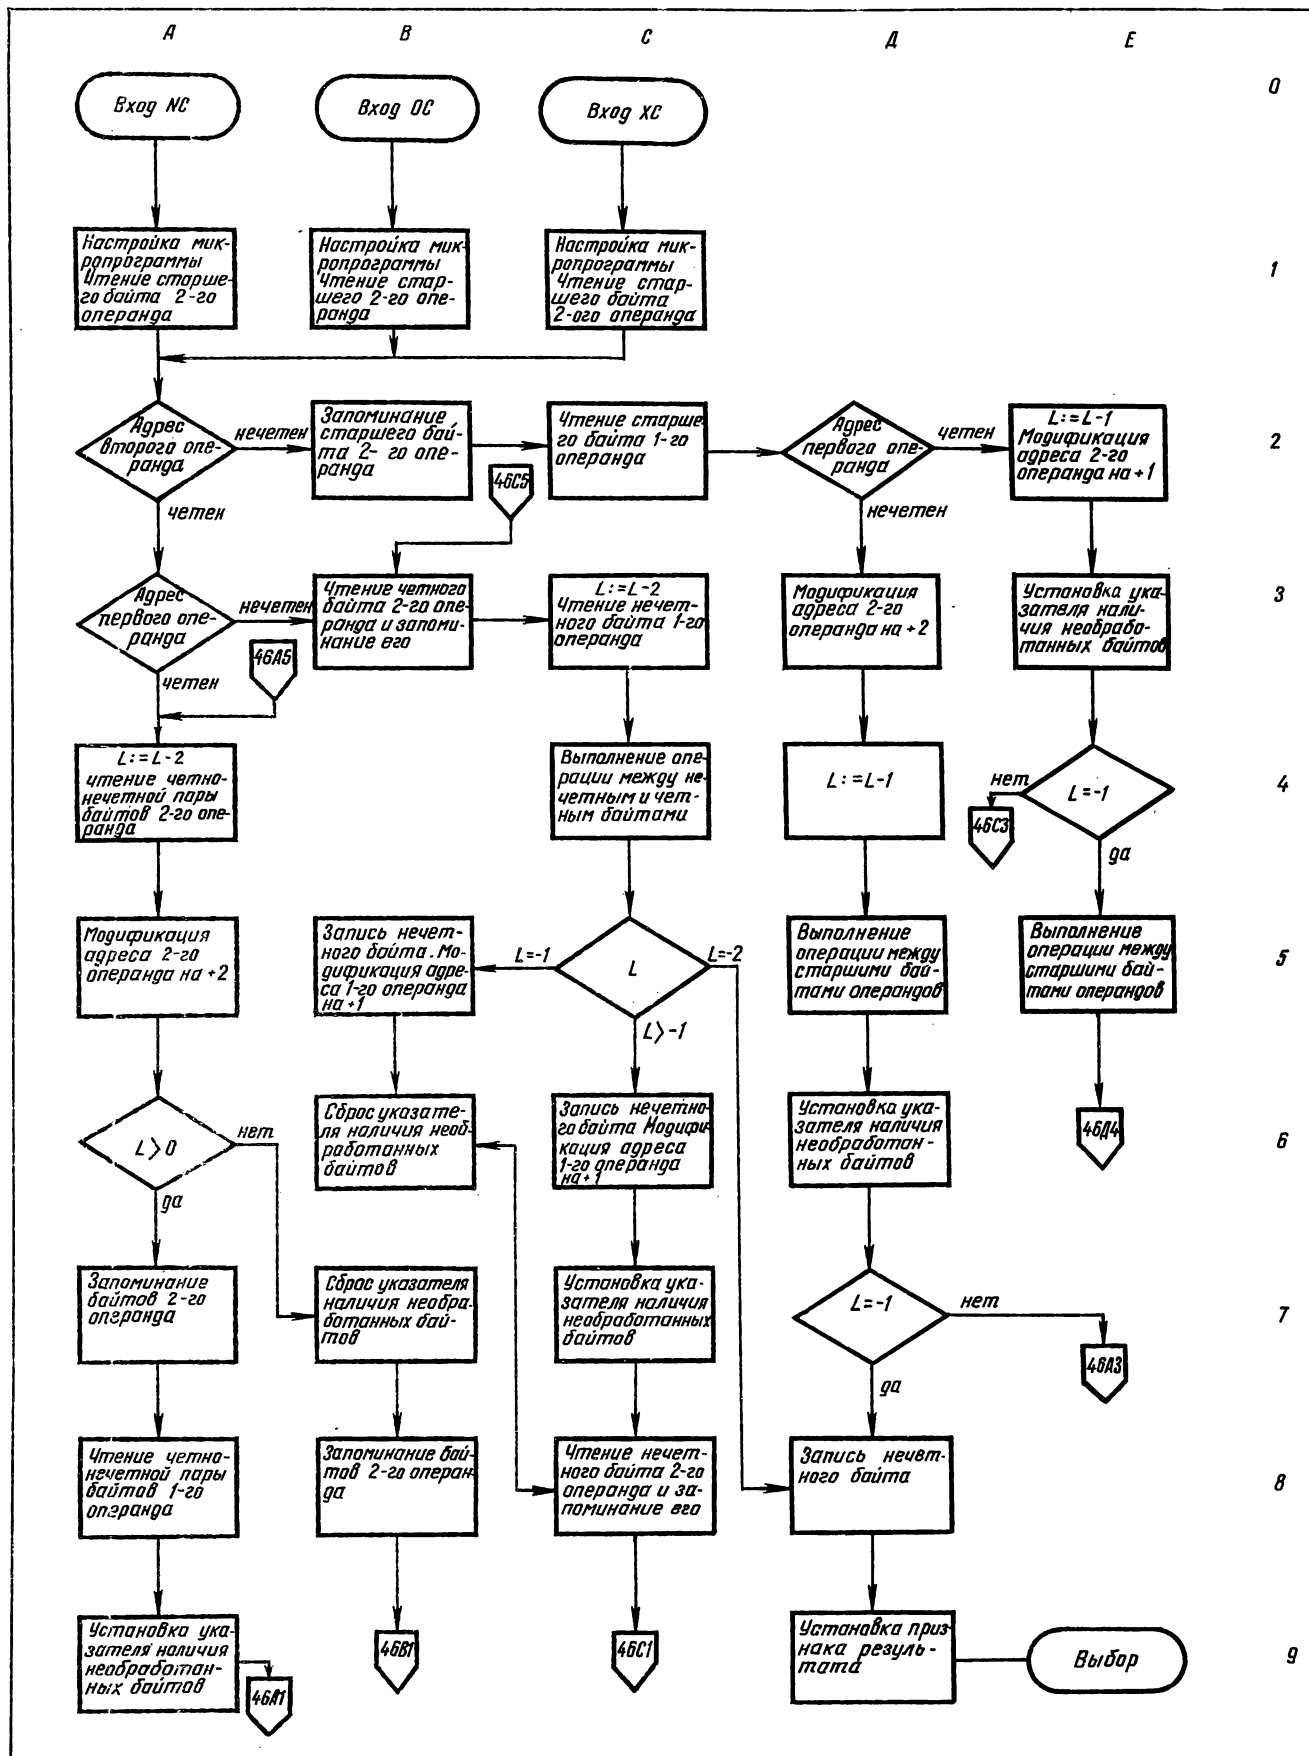 А
В
С
Д
Е
0
Вход NC
Вход OC
Вход XC
Настройка мик-
ропрограммы
Чтение старше-
го байта 2-го
операнда
Настройка мик-
ропрограммы
Чтение стар-
шего 2-го опе-
ранда
Настройка мик-
ропрограммы
Чтение стар-
шего байта
2-ого операнда
1
Адрес
второго опе-
ранда
нечетен
четен
Запоминание
старшего бай-
та 2- го опе-
ранда
Чтение старше-
го байта 1-го
операнда
Адрес
первого опе-
ранда
четен
нечетен
L:=L-1
Модификация
адреса 2-го
операнда на +1
2
46С5
Адрес
первого опе-
ранда
нечетен
четен
46А5
Чтение четного
байта 2-го опе-
ранда и запоми-
нание его
L:=L-2
Чтение нечет-
ного байта 1-го
операнда
Модификация
адреса 2-го
операнда на +2
Установка ука-
зателя нали-
чия необрабо-
танных байтов
3
L:=L-2
чтение четно-
нечетной пары
байтов 2-го опе-
ранда
Выполнение опе-
рации между не-
четным и чет-
ным байтами
L:=L-1
L=-1
нет
да
46С3
4
Модификация
адреса 2-го
операнда на +2
Запись нечет-
ного байта. Мо-
дификация адре-
са 1-го операнда
на +1
L=-1
L
L=-2
L>-1
Выполнение
операции между
старшими бай-
тами операндов
Выполнение
операции между
старшими бай-
тами операндов
5
L>0
нет
да
Сброс указате-
ля наличия необ-
работанных
байтов
Запись нечетно-
го байта Модифи-
кация адреса
1-го операнда
на +1
Установка ука-
зателя наличия
необработан-
ных байтов
46Д4
6
Запоминание
байтов 2-го
операнда
Сброс указателя
наличия необра-
ботанных бай-
тов
Установка ука-
зателя наличия
необработанных
байтов
L=-1
нет
да
46А3
7
Чтение четно-
нечетной пары
байтов 1-го
операнда
Запоминание бай-
тов 2-го операн-
да
Чтение нечет-
ного байта 2-го
операнда и за-
поминание его
Запись нечет-
ного байта
8
Установка ука-
зателя наличия
необработан-
ных байтов
46А1
46В1
46С1
Установка приз-
нака резуль-
тата
Выбор
9